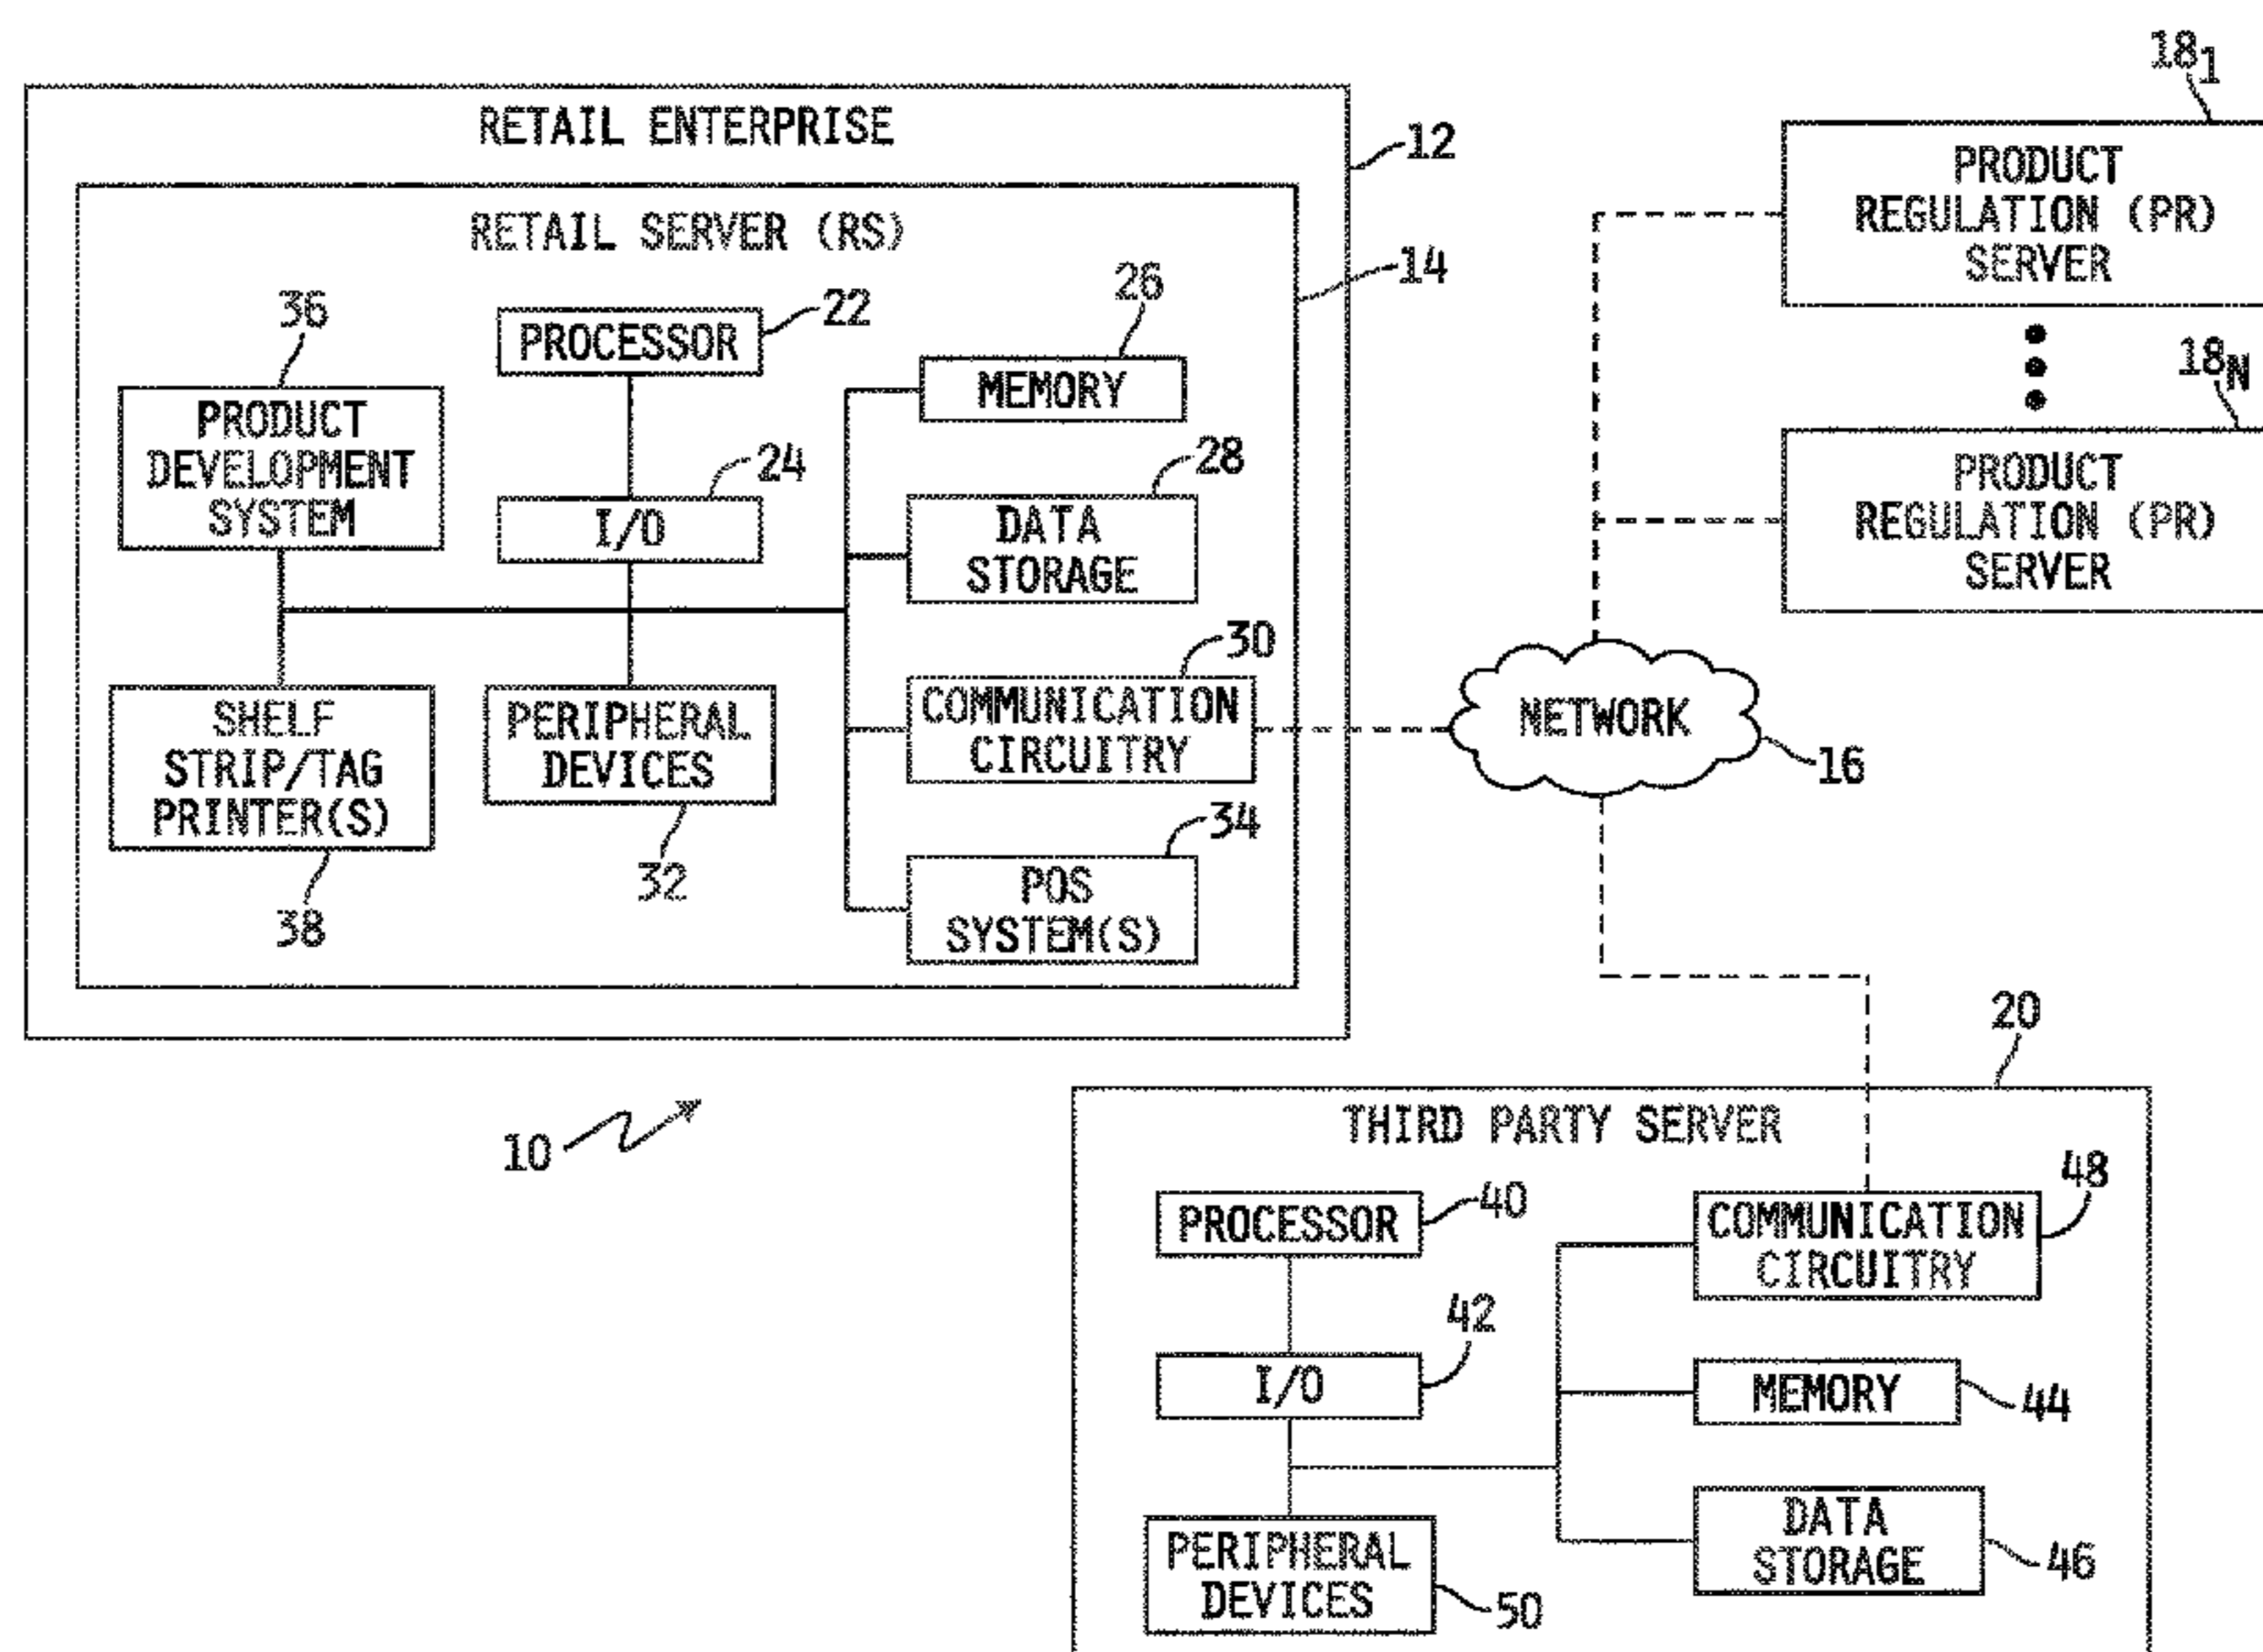 RETAIL ENTERPRISE
12
RETAIL SERVER (RS)
14
36
PRODUCT
DEVELOPMENT
SYSTEM
PROCESSOR
22
24
I/O
26
MEMORY
28
DATA
STORAGE
30
COMMUNICATION
CIRCUITRY
34
POS
SYSTEM(S)
SHELF
STRIP/TAG
PRINTER(S)
38
PERIPHERAL
DEVICES
32
18₁
PRODUCT
REGULATION (PR)
SERVER
18N
PRODUCT
REGULATION (PR)
SERVER
NETWORK
16
10
20
THIRD PARTY SERVER
PROCESSOR
40
48
COMMUNICATION
CIRCUITRY
42
I/O
MEMORY
44
DATA
STORAGE
46
PERIPHERAL
DEVICES
50